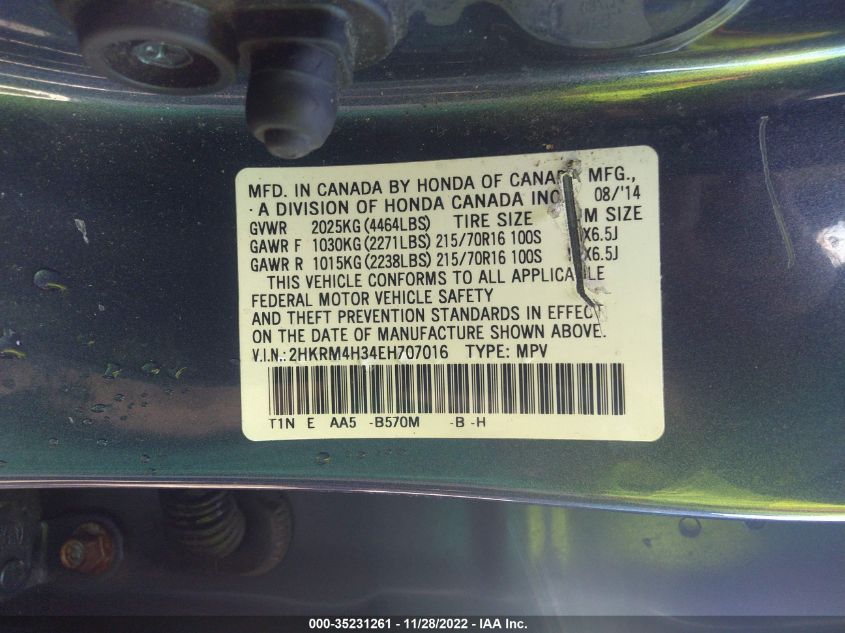 MFD. IN CANADA BY HONDA OF CANADA MFG.,
· A DIVISION OF HONDA CANADA INC. 08/'14
GVWR 2025KG (4464LBS) TIRE SIZE M SIZE
GAWR F 1030KG (2271LBS) 215/70R16 100S X6.5J
GAWR R 1015KG (2238LBS) 215/70R16 100S X6.5J
THIS VEHICLE CONFORMS TO ALL APPLICABLE
FEDERAL MOTOR VEHICLE SAFETY
AND THEFT PREVENTION STANDARDS IN EFFECT
ON THE DATE OF MANUFACTURE SHOWN ABOVE.
V.I.N.: 2HKRM4H34EH707016 TYPE: MPV
T1N E AA5 -B570M -B -H
000-35231261 - 11/28/2022 - IAA Inc.